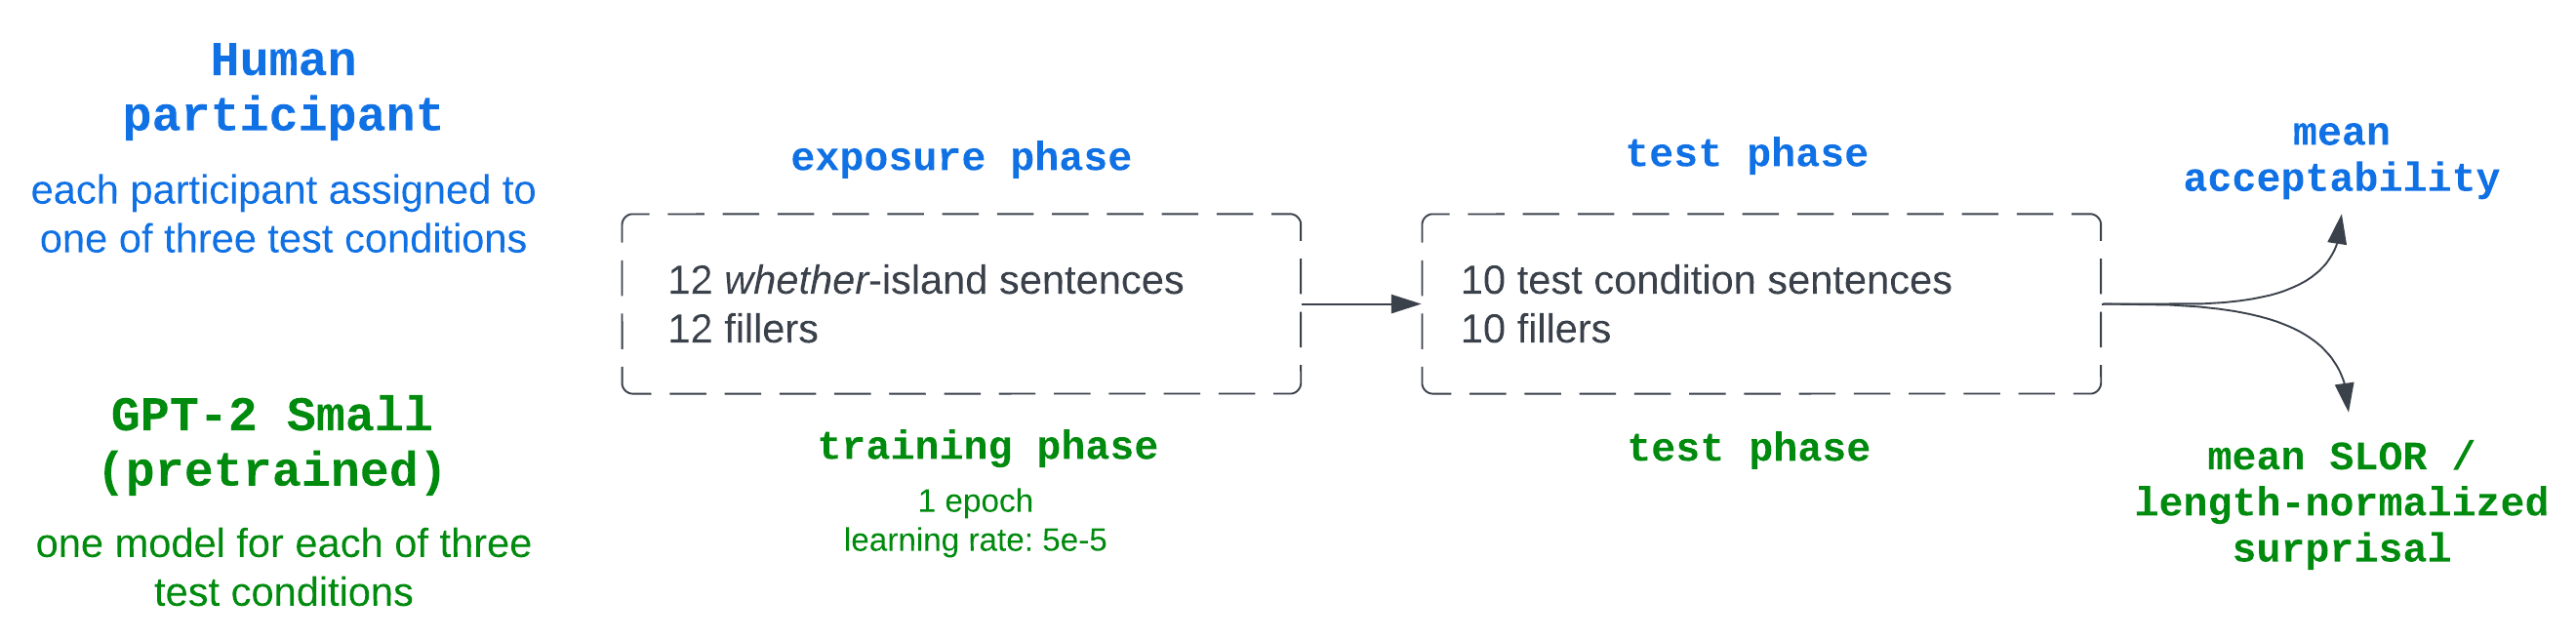 Human
participant
each participant assigned to
one of three test conditions
GPT-2 Small
(pretrained)
one model for each of three
test conditions
exposure phase
12 whether-island sentences
12 fillers
training phase
1 epoch
learning rate: 5e-5
test phase
10 test condition sentences
10 fillers
test phase
mean
acceptability
mean SLOR /
length-normalized
surprisal